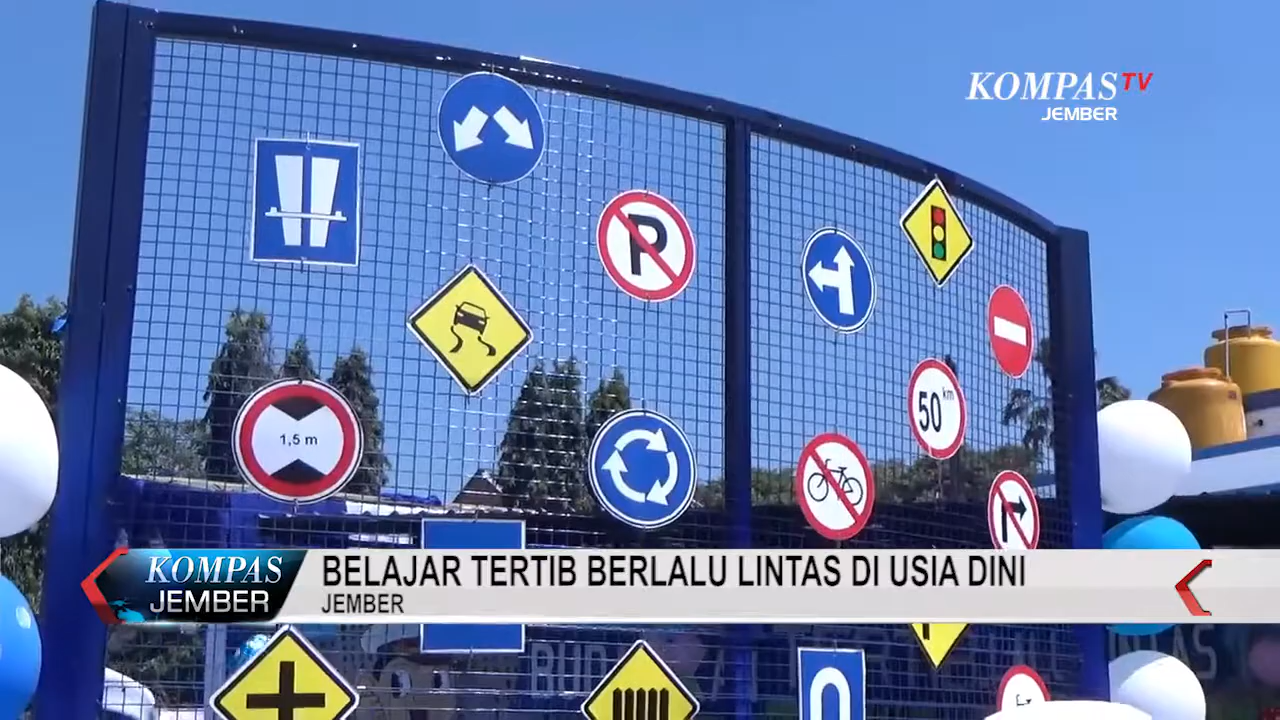 KOMPAS TV
JEMBER
P
1,5 m
50 km
KOMPAS
JEMBER
BELAJAR TERTIB BERLALU LINTAS DI USIA DINI
JEMBER